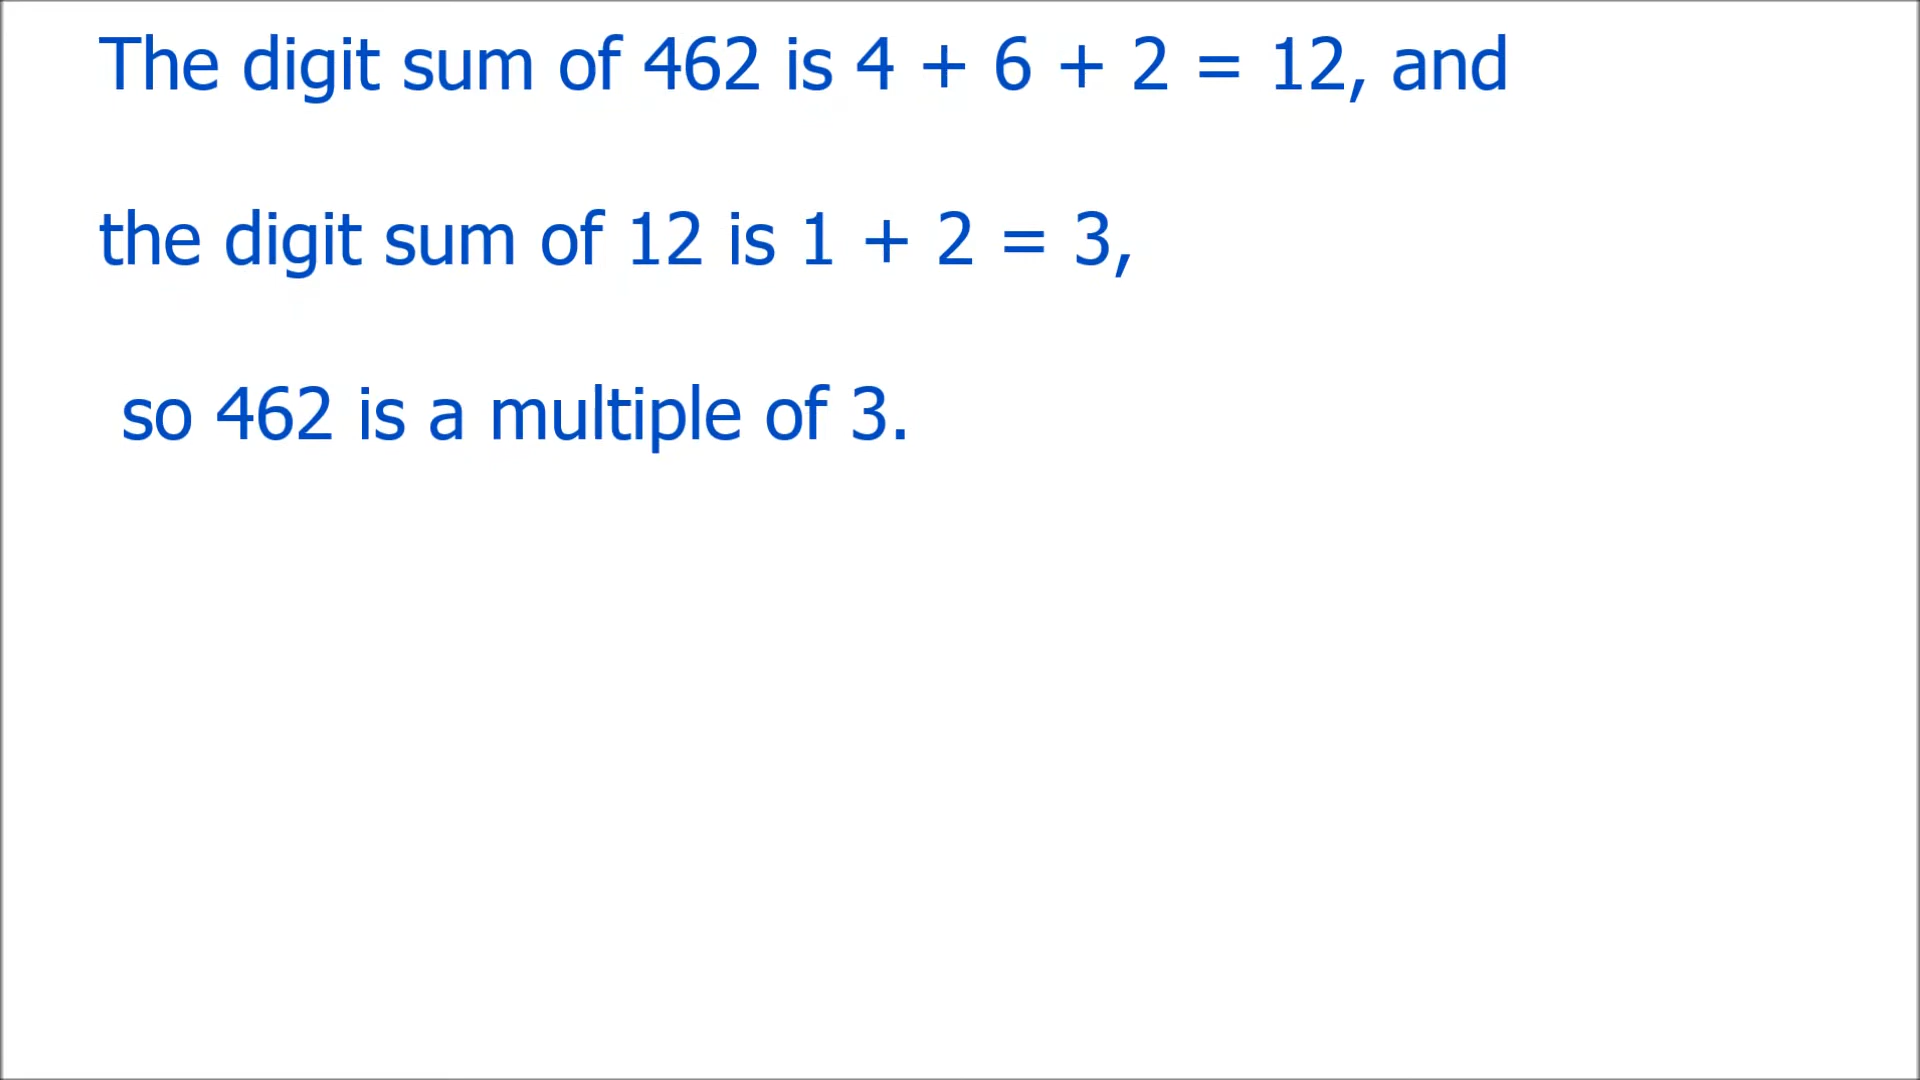 The digit sum of 462 is 4 + 6 + 2 = 12, and
the digit sum of 12 is 1 + 2 = 3,
so 462 is a multiple of 3.